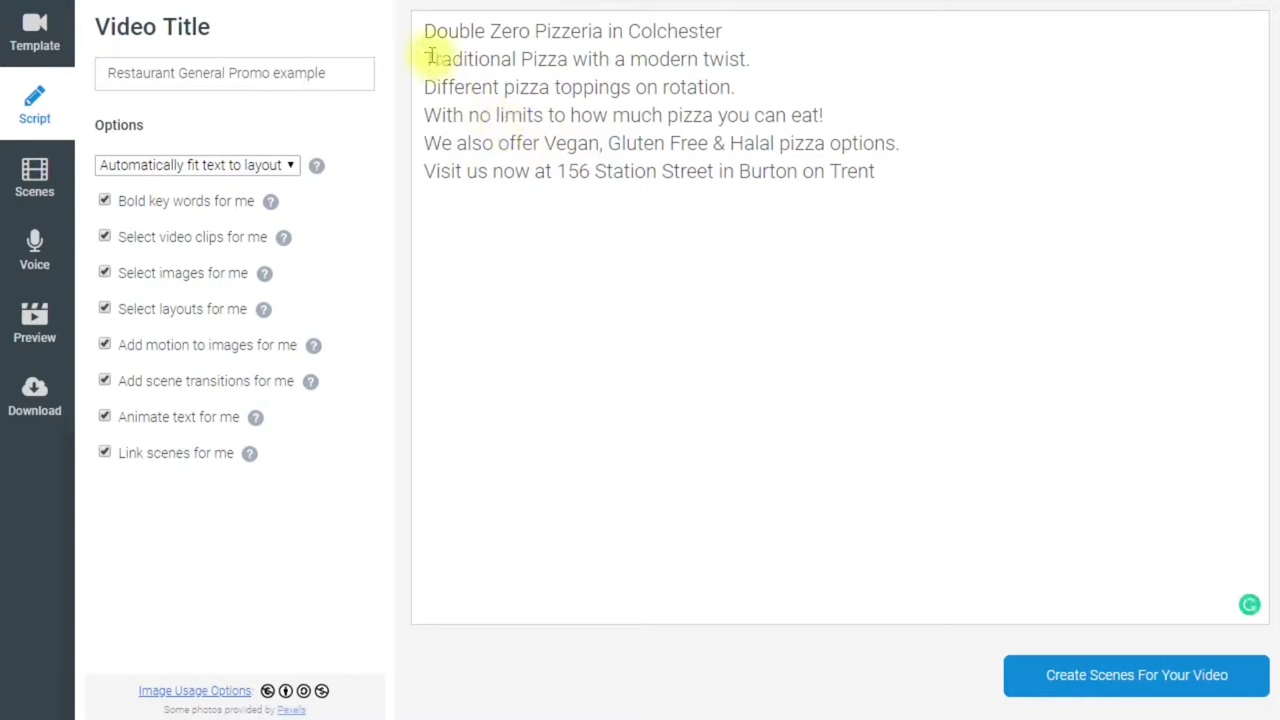 Template
Script
Scenes
Voice
Preview
Download
Video Title
Restaurant General Promo example
Options
Automatically fit text to layout
Bold key words for me
Select video clips for me
Select images for me
Select layouts for me
Add motion to images for me
Add scene transitions for me
Animate text for me
Link scenes for me
Image Usage Options:
Some photos provided by Pexels
Double Zero Pizzeria in Colchester
Traditional Pizza with a modern twist.
Different pizza toppings on rotation.
With no limits to how much pizza you can eat!
We also offer Vegan, Gluten Free & Halal pizza options.
Visit us now at 156 Station Street in Burton on Trent
Create Scenes For Your Video